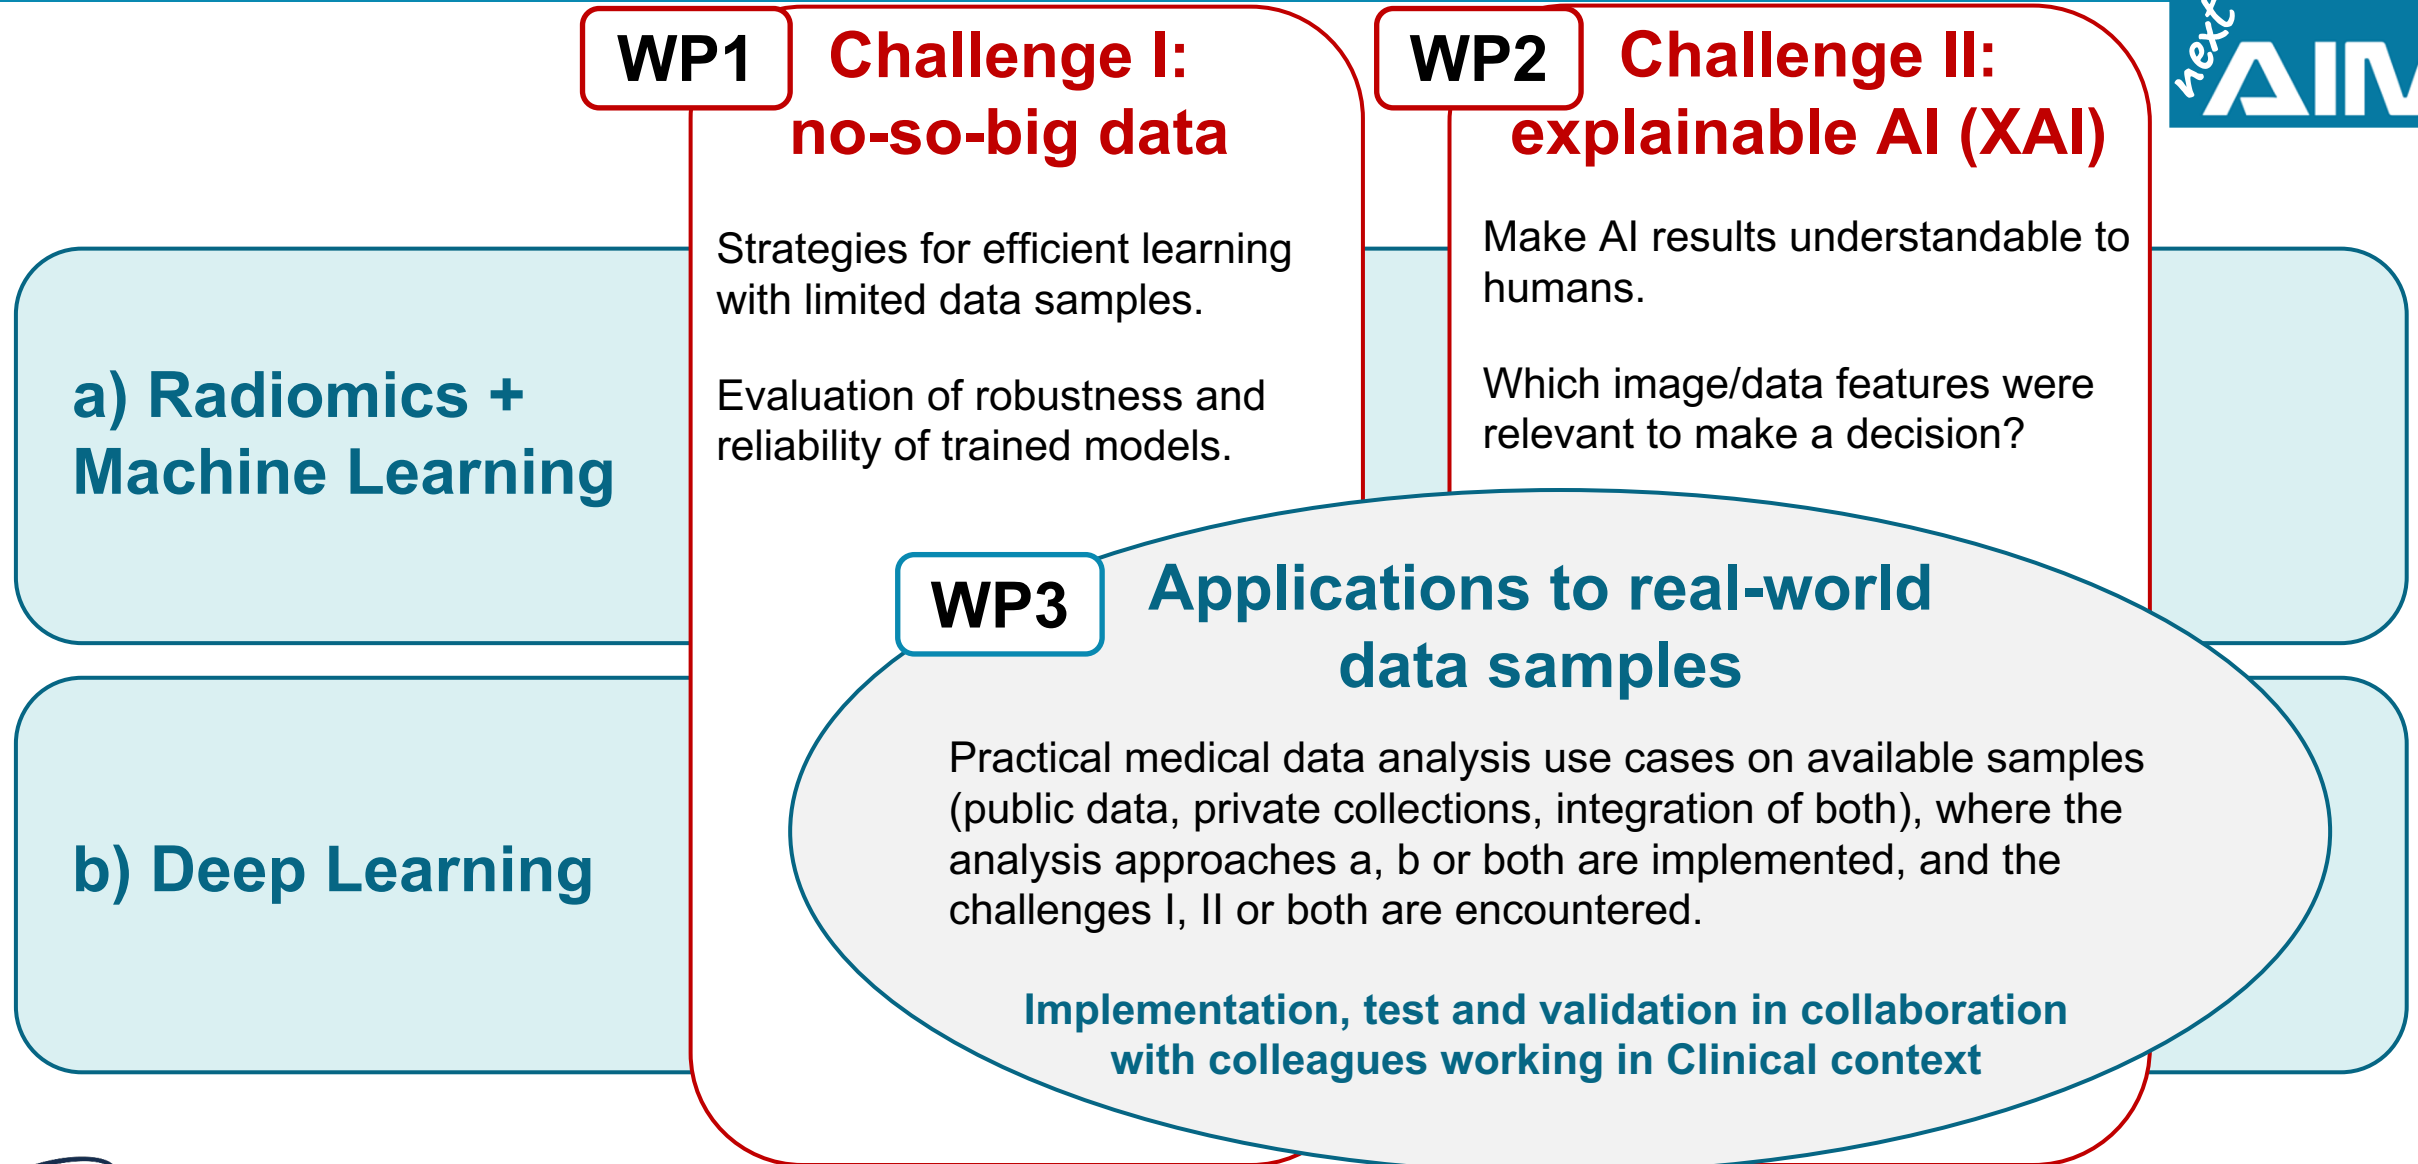 WP1
Challenge I:
no-so-big data
WP2
Challenge II:
explainable AI (XAI)
next
AIM
Strategies for efficient learning
with limited data samples.
Evaluation of robustness and
reliability of trained models.
Make AI results understandable to
humans.
Which image/data features were
relevant to make a decision?
a) Radiomics +
Machine Learning
WP3
Applications to real-world
data samples
Practical medical data analysis use cases on available samples
(public data, private collections, integration of both), where the
analysis approaches a, b or both are implemented, and the
challenges I, II or both are encountered.
Implementation, test and validation in collaboration
with colleagues working in Clinical context
b) Deep Learning